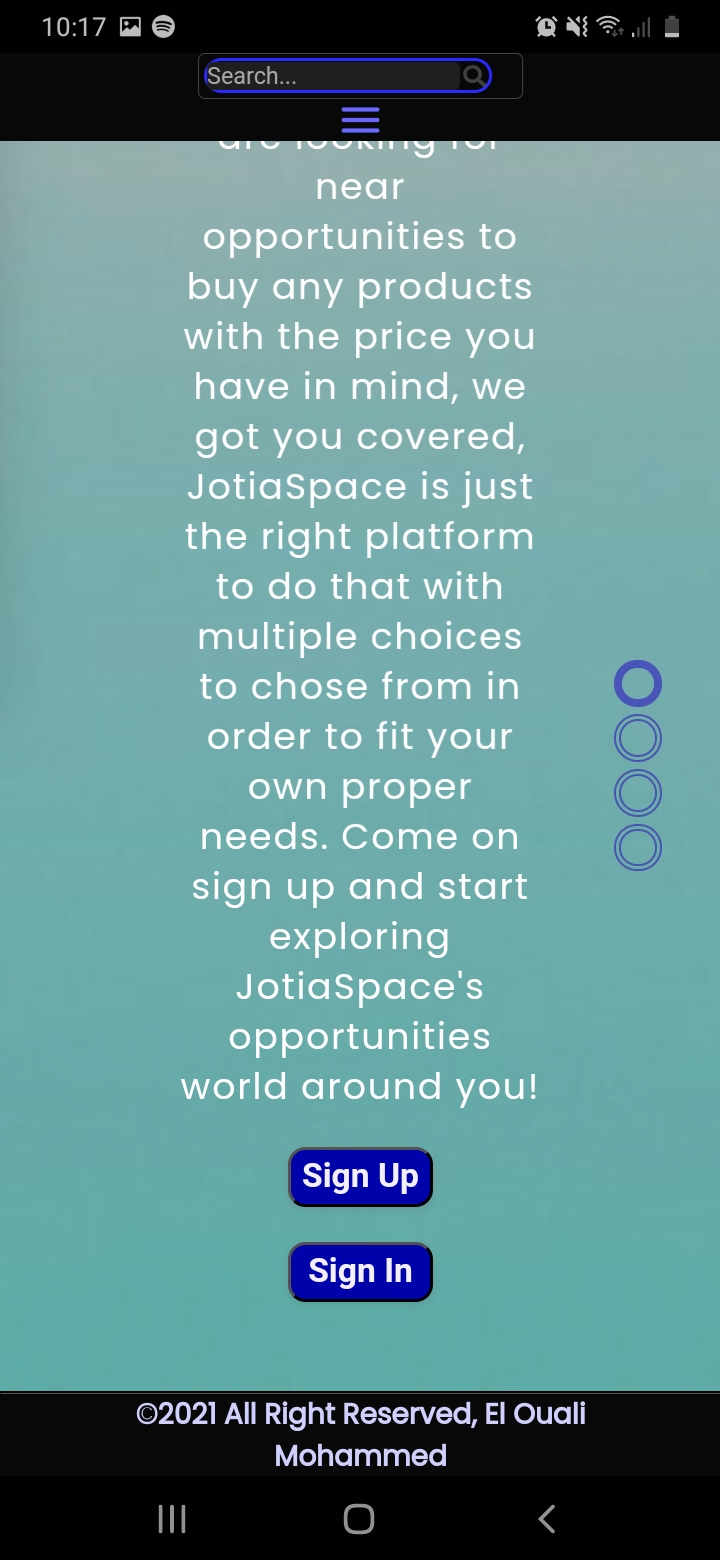 10:17
Search...
are looking for
near
opportunities to
buy any products
with the price you
have in mind, we
got you covered,
JotiaSpace is just
the right platform
to do that with
multiple choices
to chose from in
order to fit your
own proper
needs. Come on
sign up and start
exploring
JotiaSpace's
opportunities
world around you!
Sign Up
Sign In
©2021 All Right Reserved, El Ouali
Mohammed